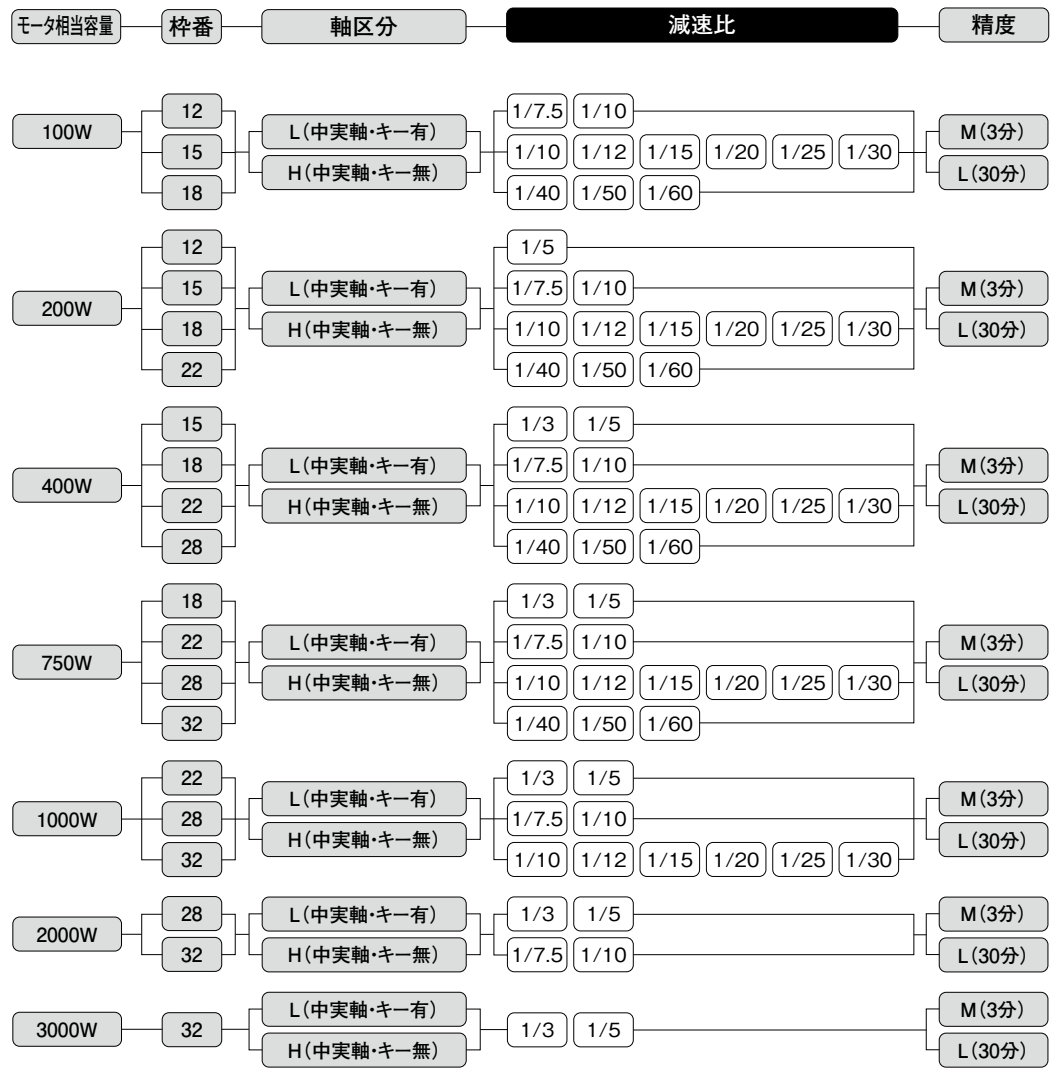 モータ相当容量 枠番 軸区分 減速比 精度
100W
12
15
18
L(中実軸・キー有)
H(中実軸・キー無)
1/7.5 1/10
1/10 1/12 1/15 1/20 1/25 1/30
1/40 1/50 1/60
M(3分)
L(30分)
200W
12
15
18
22
L(中実軸・キー有)
H(中実軸・キー無)
1/5
1/7.5 1/10
1/10 1/12 1/15 1/20 1/25 1/30
1/40 1/50 1/60
M(3分)
L(30分)
400W
15
18
22
28
L(中実軸・キー有)
H(中実軸・キー無)
1/3 1/5
1/7.5 1/10
1/10 1/12 1/15 1/20 1/25 1/30
1/40 1/50 1/60
M(3分)
L(30分)
750W
18
22
28
32
L(中実軸・キー有)
H(中実軸・キー無)
1/3 1/5
1/7.5 1/10
1/10 1/12 1/15 1/20 1/25 1/30
1/40 1/50 1/60
M(3分)
L(30分)
1000W
22
28
32
L(中実軸・キー有)
H(中実軸・キー無)
1/3 1/5
1/7.5 1/10
1/10 1/12 1/15 1/20 1/25 1/30
M(3分)
L(30分)
2000W
28
32
L(中実軸・キー有)
H(中実軸・キー無)
1/3 1/5
1/7.5 1/10
M(3分)
L(30分)
3000W
32
L(中実軸・キー有)
H(中実軸・キー無)
1/3 1/5
M(3分)
L(30分)